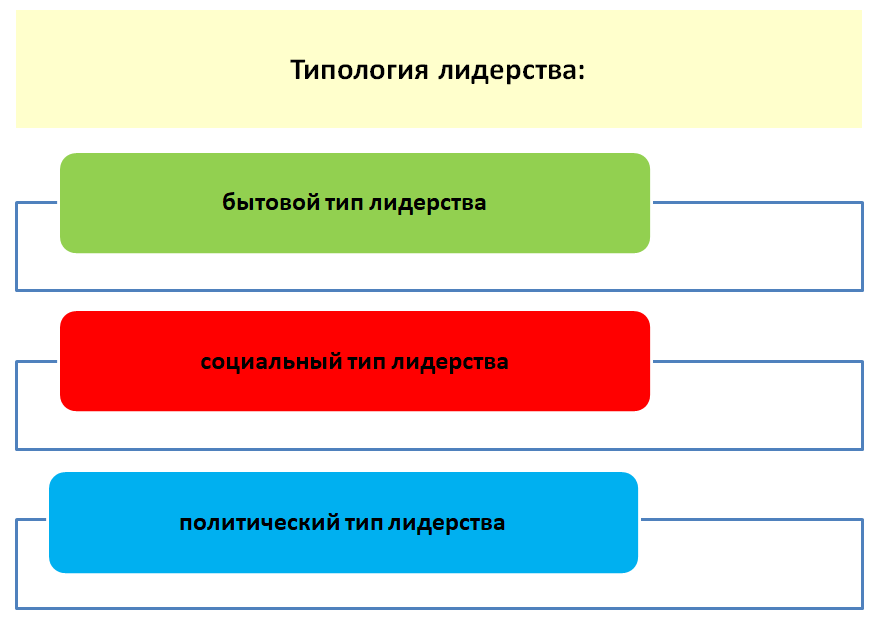 Типология лидерства:
бытовой тип лидерства
социальный тип лидерства
политический тип лидерства